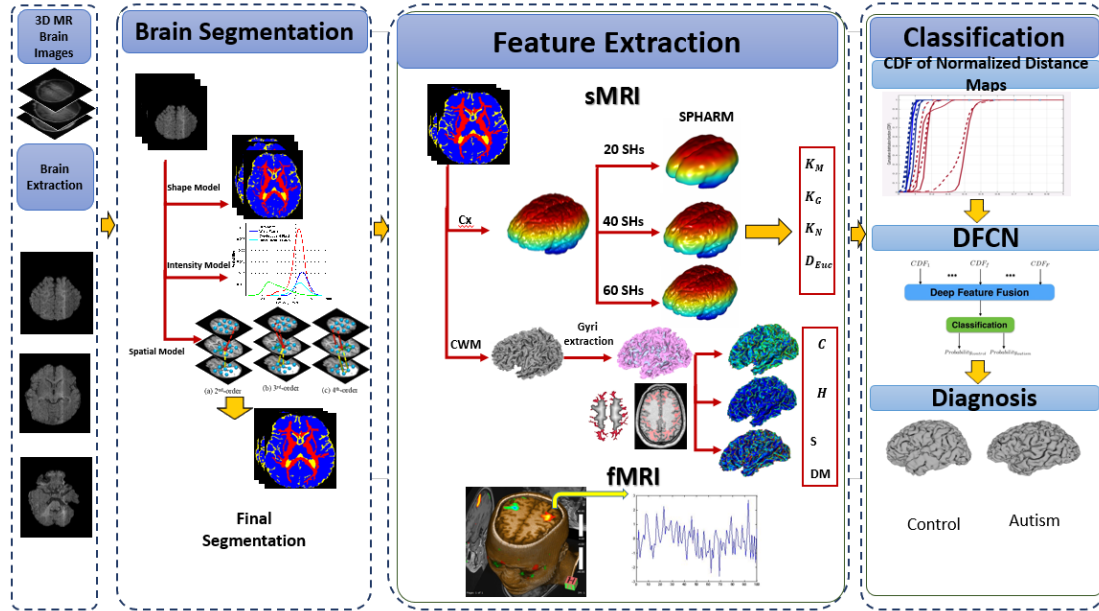 3D MR
Brain
Images
Brain
Extraction
Brain Segmentation
Shape Model
Intensity Model
Spatial Model
(a) 2nd-order
(b) 3rd-order
(c) 4th-order
Final
Segmentation
Feature Extraction
sMRI
SPHARM
Cx
20 SHs
40 SHs
60 SHs
K_M
K_G
K_N
D_Euc
CWM
Gyri
extraction
C
H
S
DM
fMRI
Classification
CDF of Normalized Distance
Maps
DFCN
CDF_1
CDF_f
CDF_F
Deep Feature Fusion
Classification
Diagnosis
Control
Autism